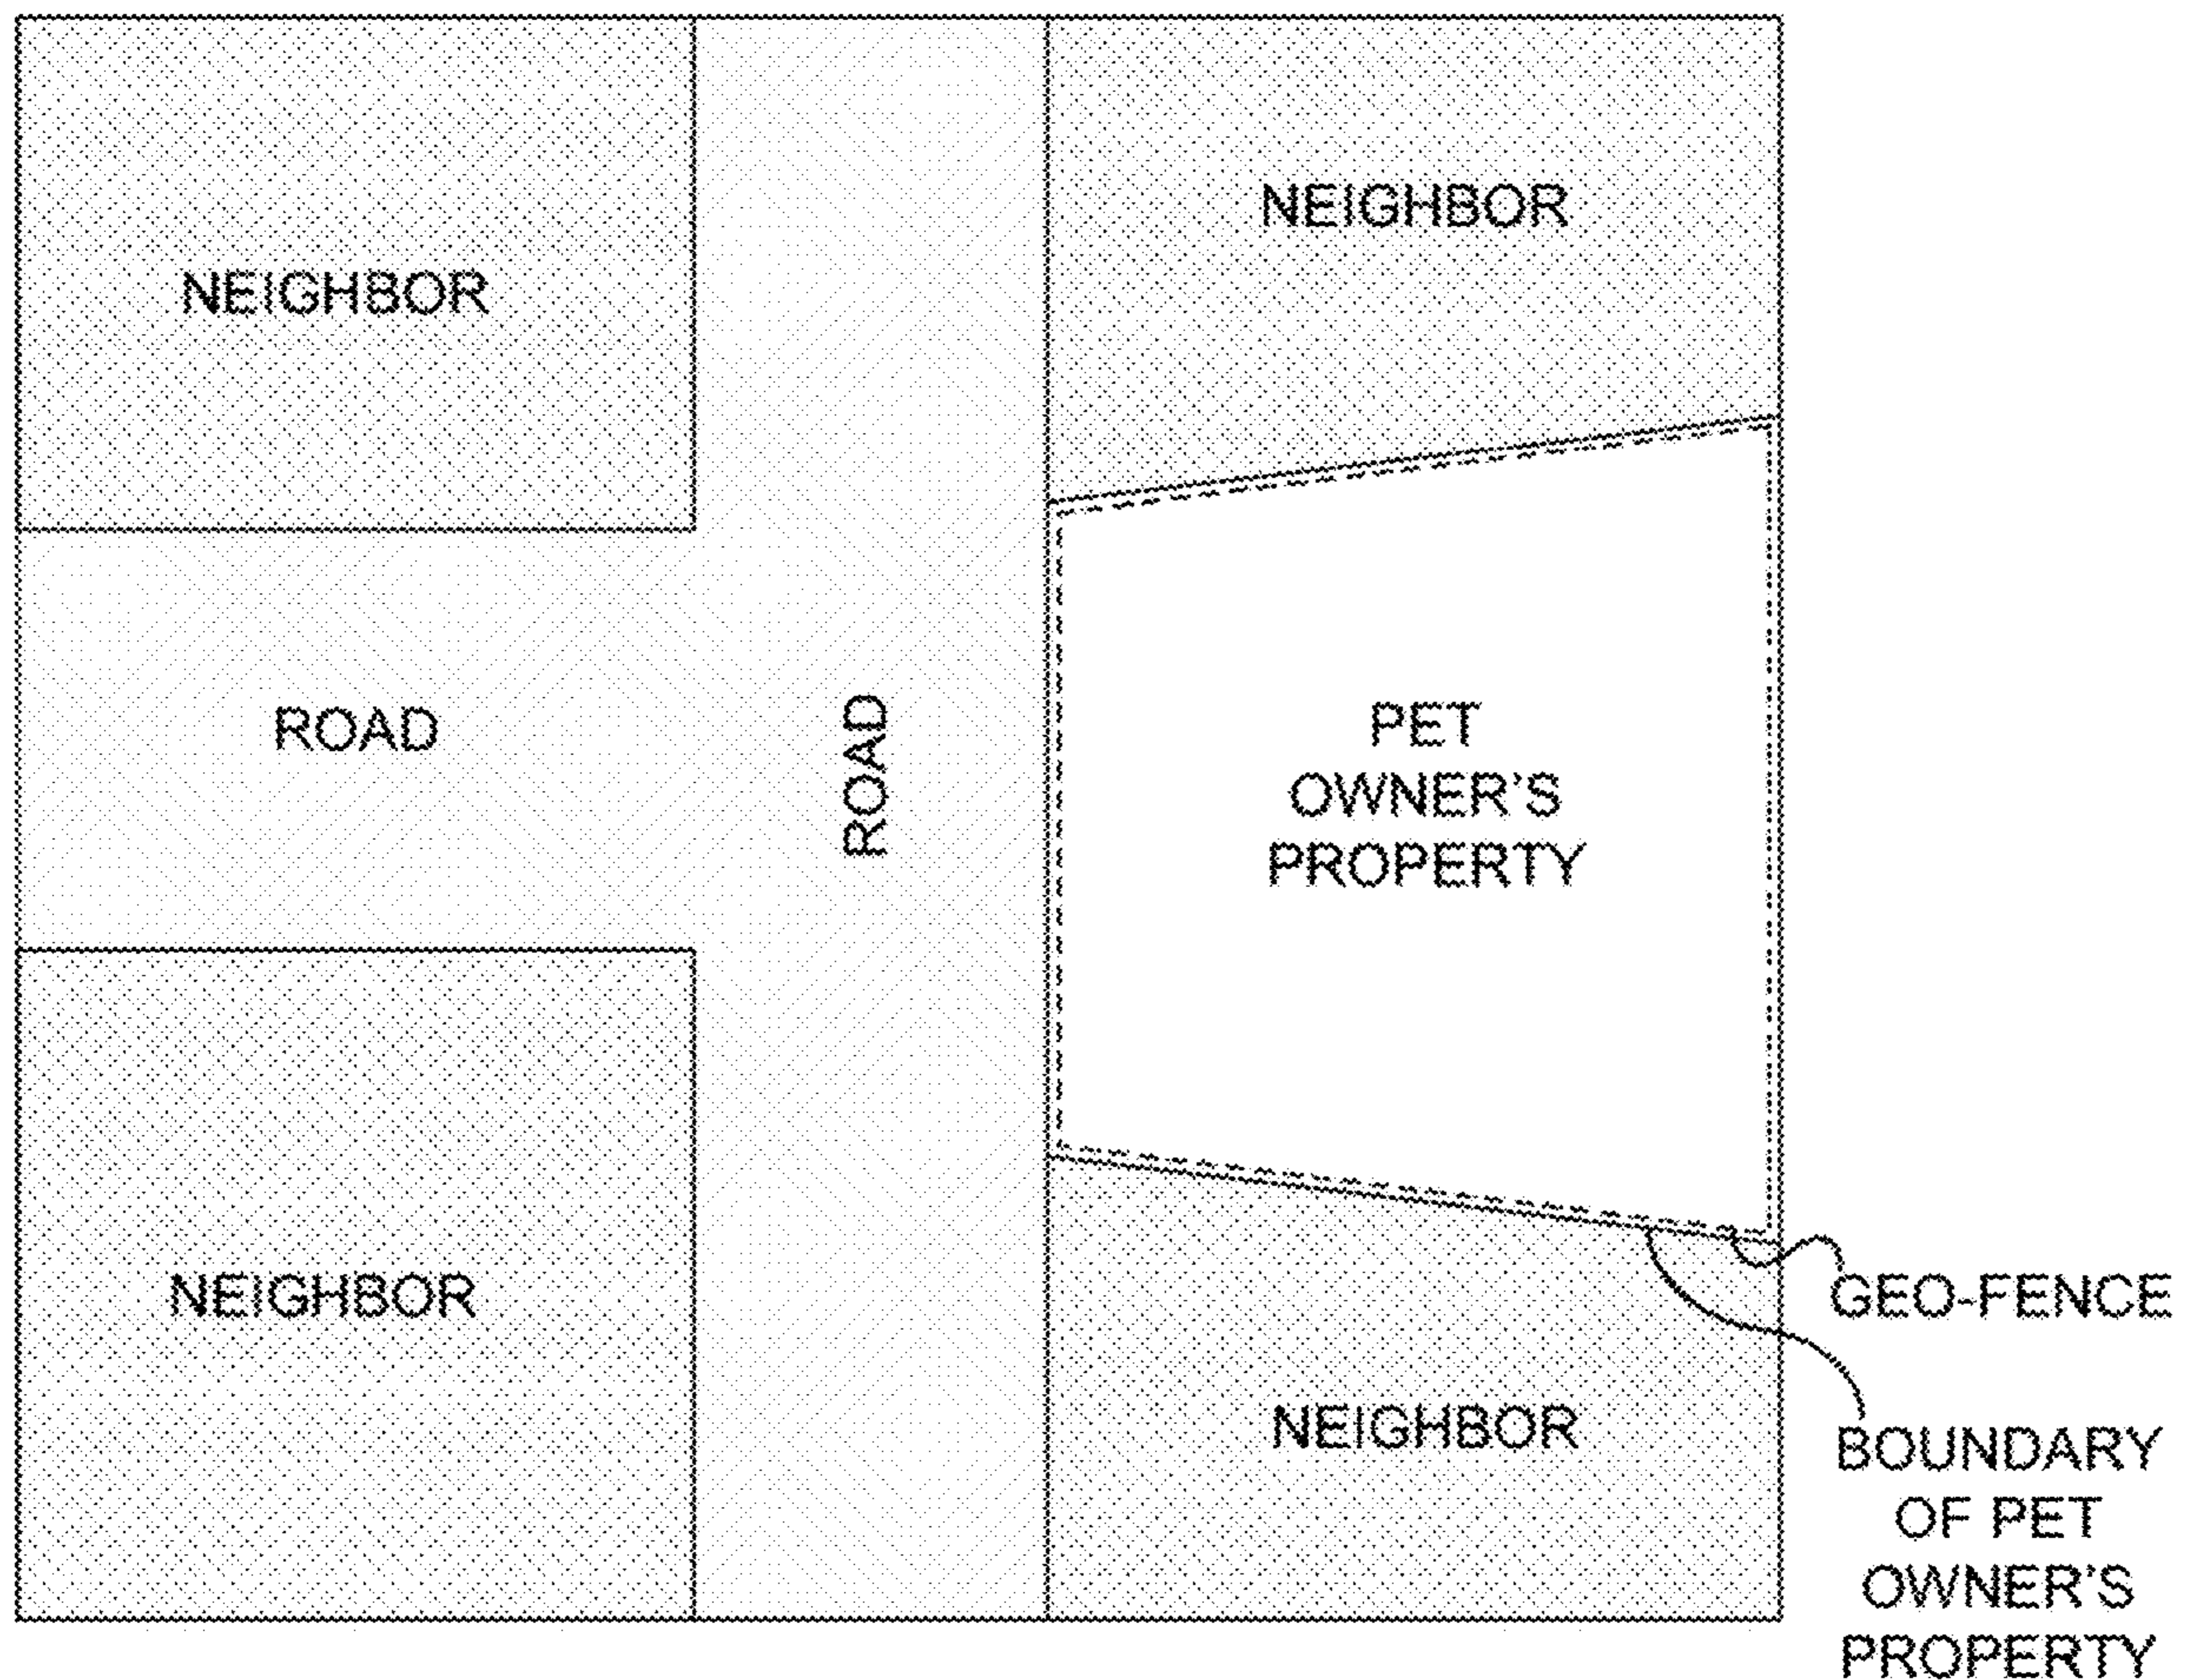 NEIGHBOR
NEIGHBOR
ROAD
ROAD
PET
OWNER'S
PROPERTY
NEIGHBOR
NEIGHBOR
GEO-FENCE
BOUNDARY
OF PET
OWNER'S
PROPERTY